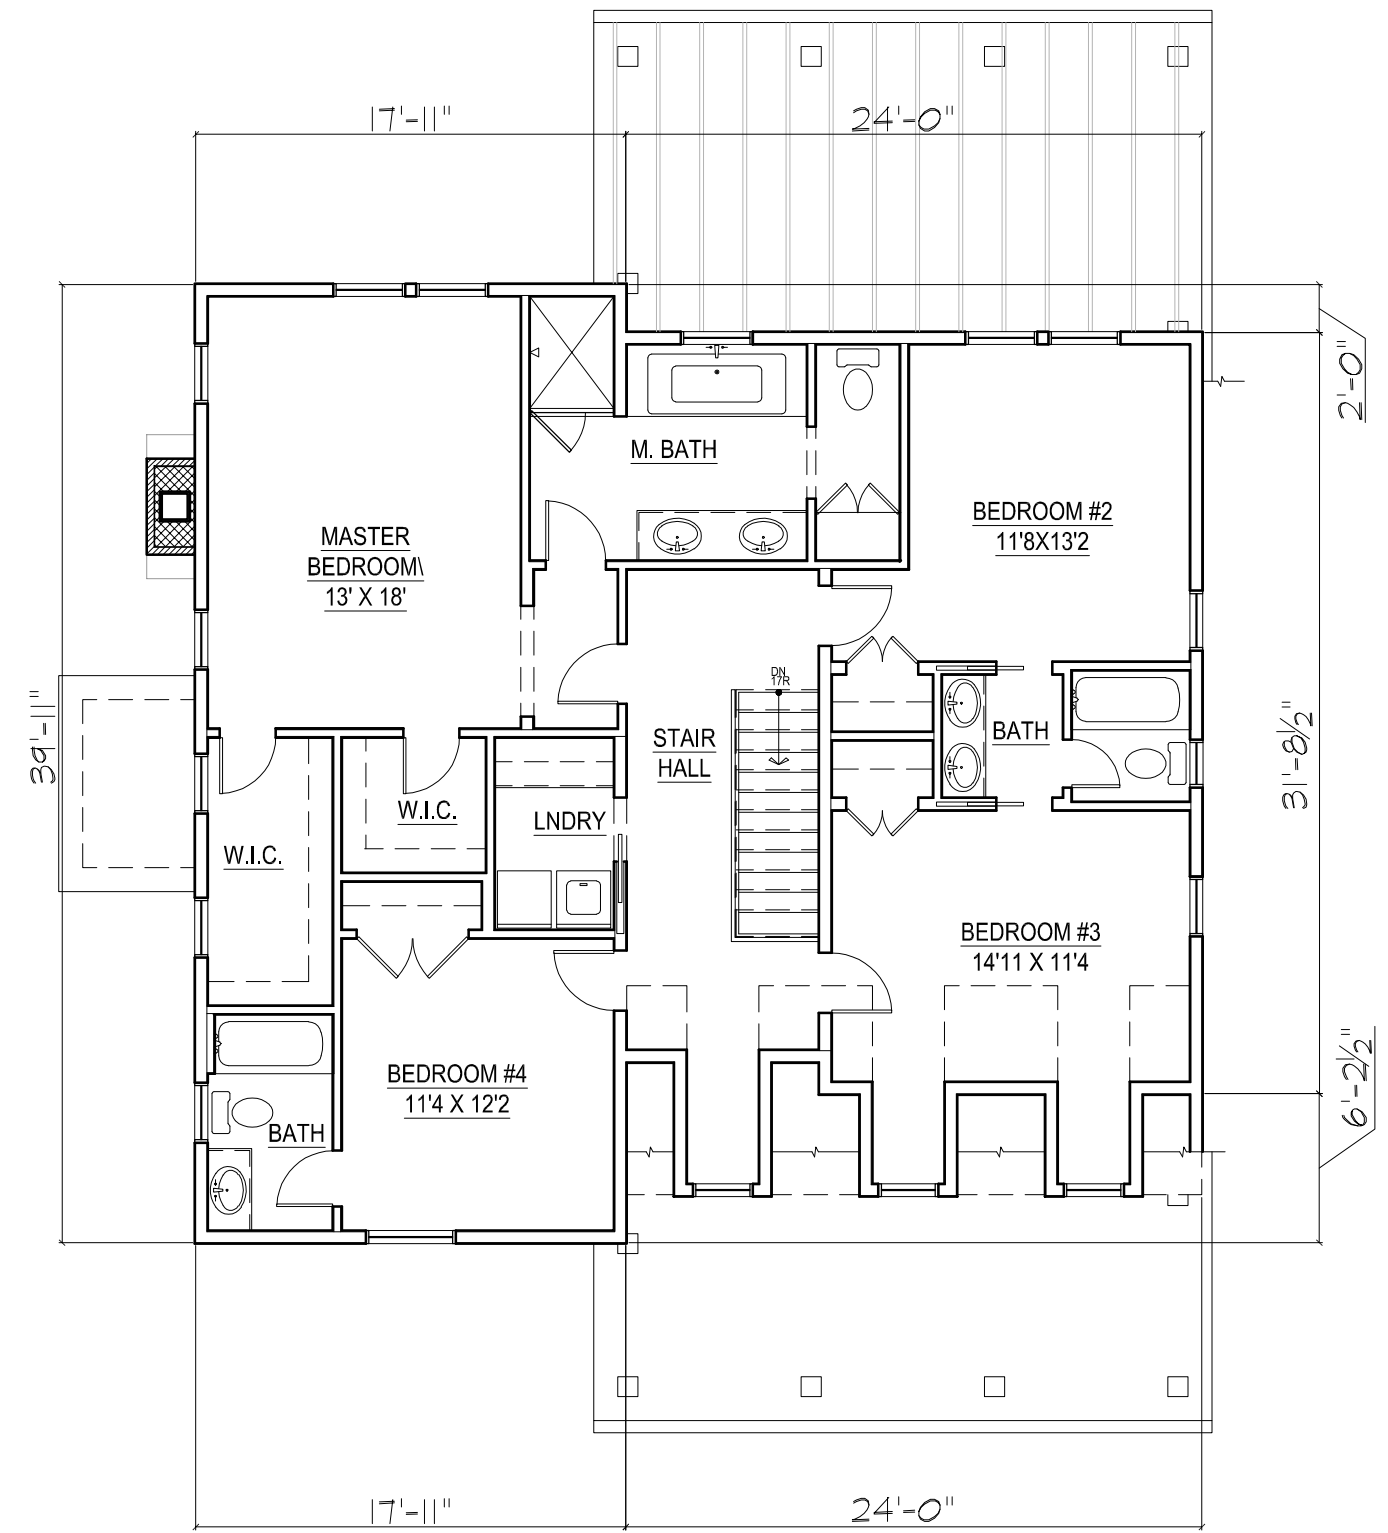 17'-11"
24'-0"
2'-0"
M. BATH
MASTER
BEDROOM\
13' X 18'
BEDROOM #2
11'8X13'2
DN
17R
39'-11"
STAIR
HALL
BATH
31'-8½"
W.I.C.
LNDRY
W.I.C.
BEDROOM #3
14'11 X 11'4
BEDROOM #4
11'4 X 12'2
6'-2½"
BATH
17'-11"
24'-0"